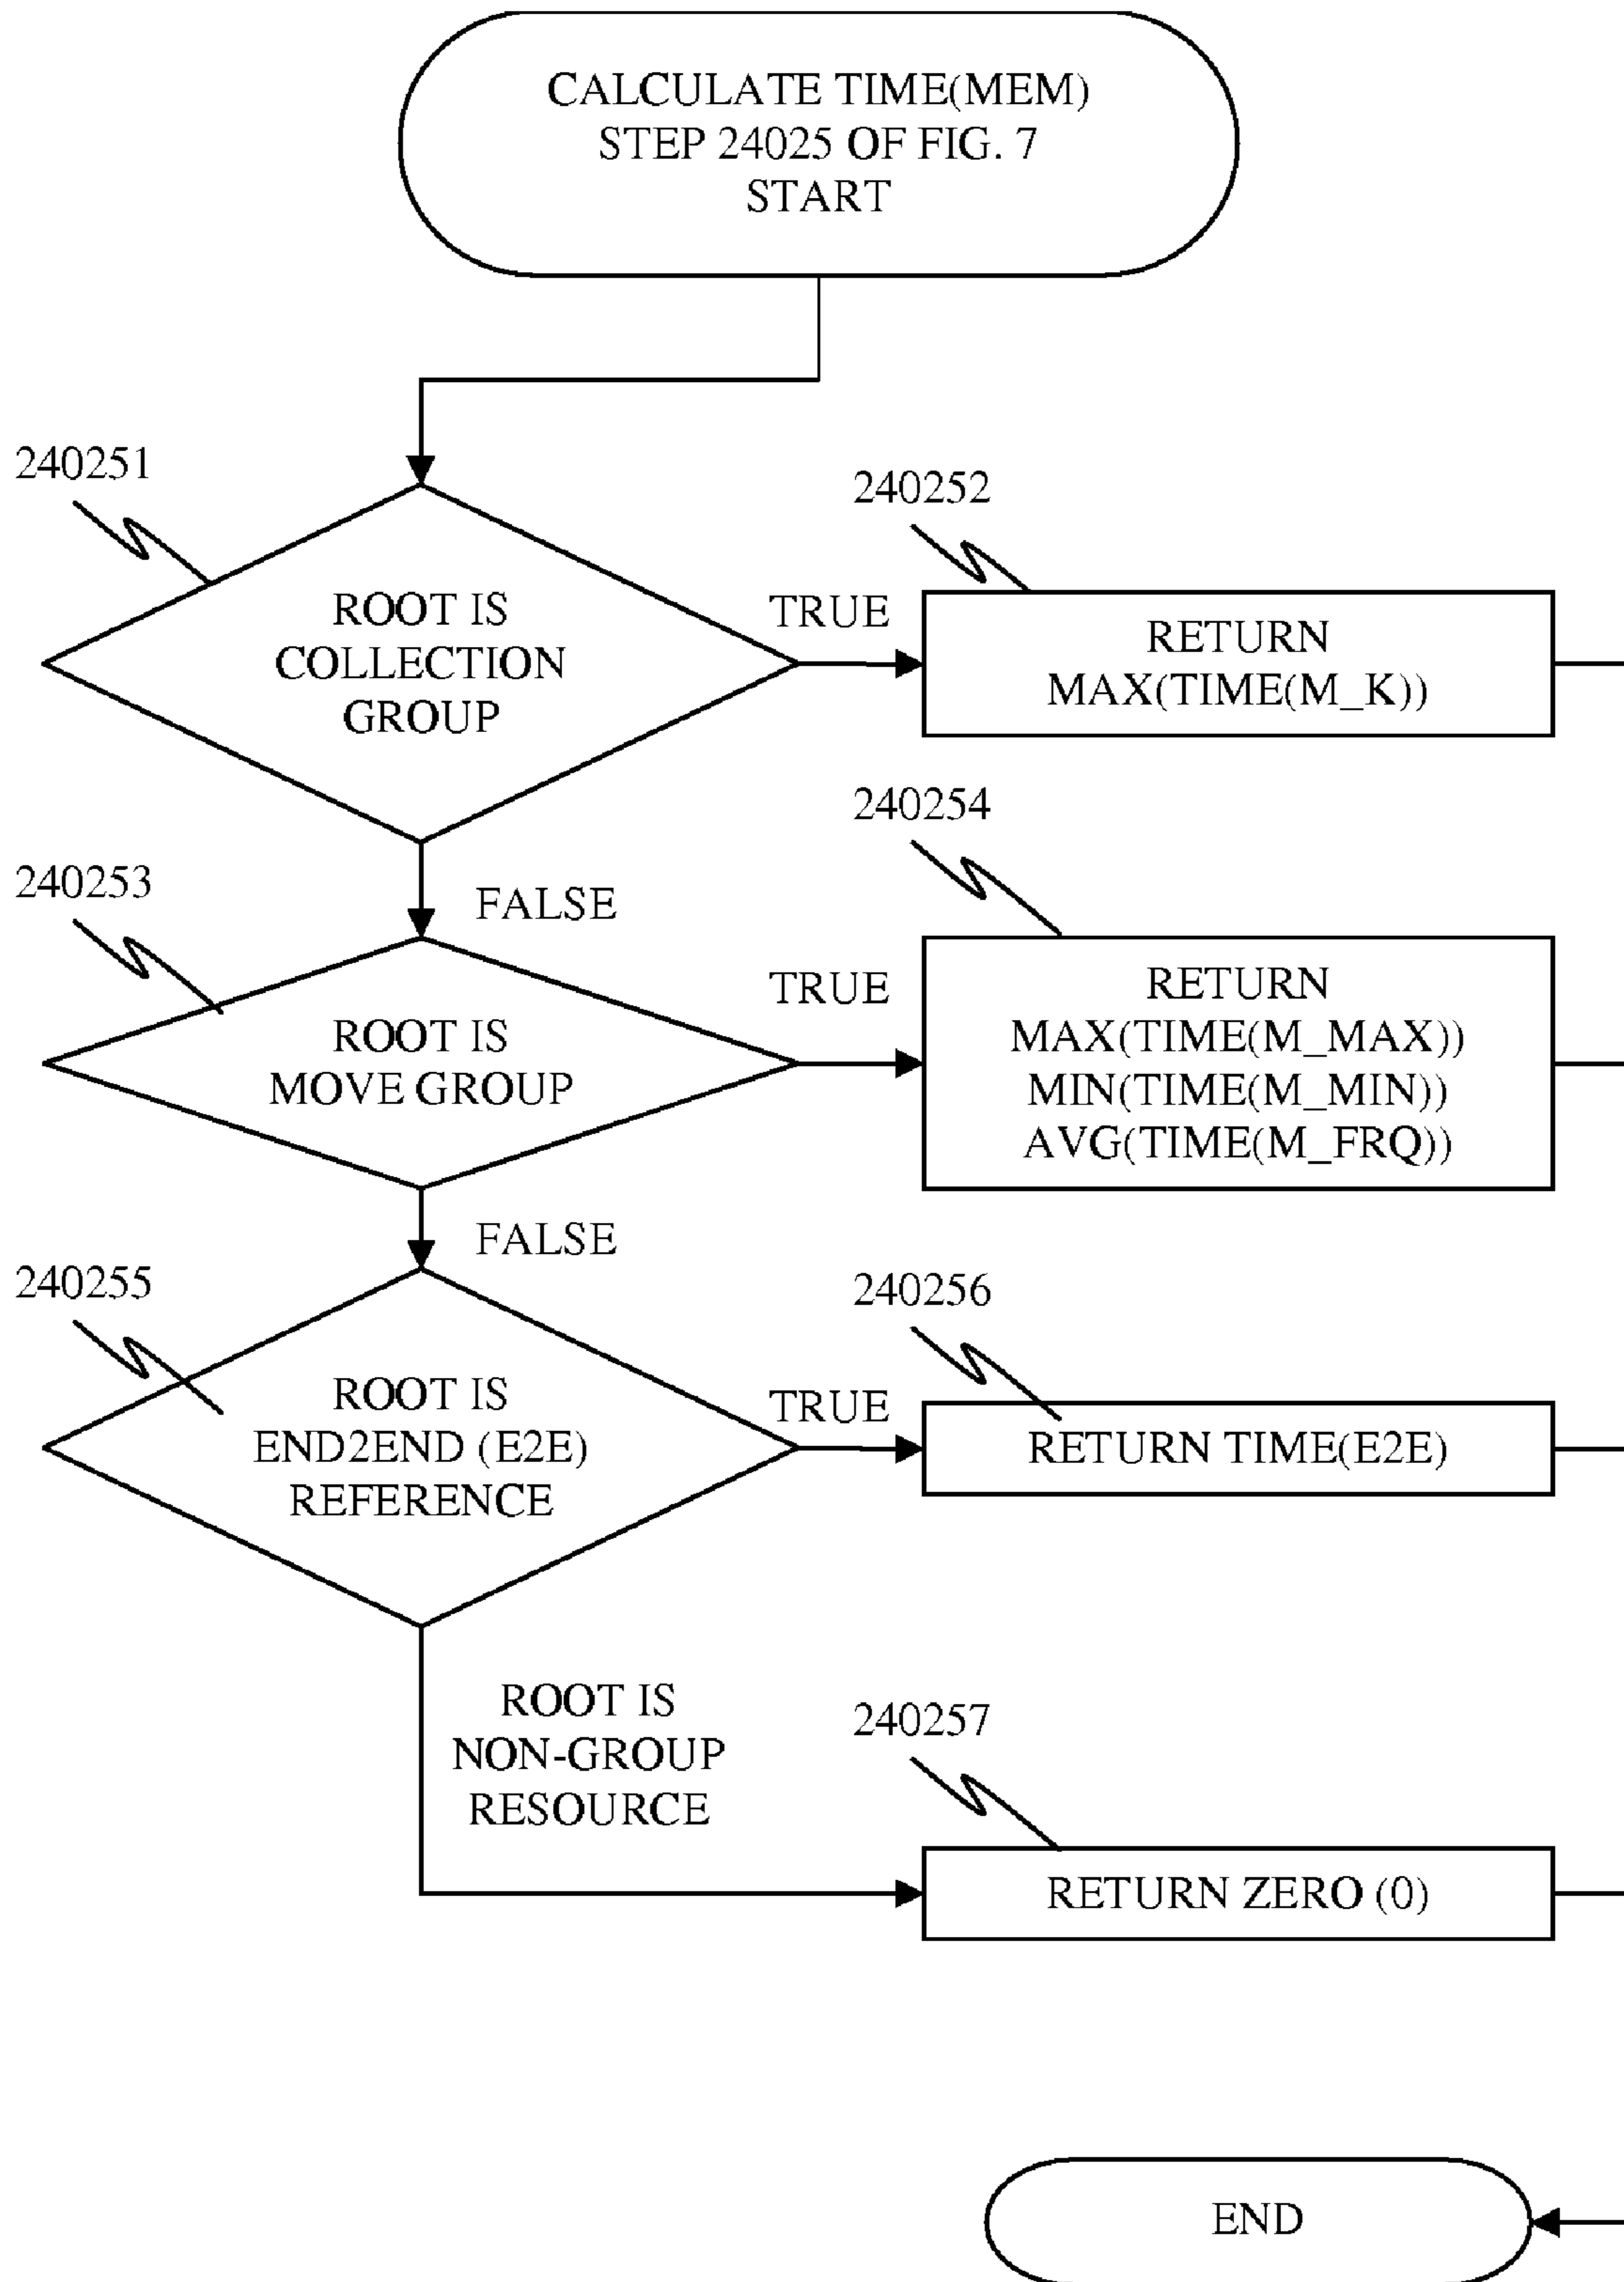 CALCULATE TIME(MEM)
STEP 24025 OF FIG. 7
START
240251
ROOT IS
COLLECTION
GROUP
TRUE
240252
RETURN
MAX(TIME(M_K))
FALSE
240253
ROOT IS
MOVE GROUP
TRUE
240254
RETURN
MAX(TIME(M_MAX))
MIN(TIME(M_MIN))
AVG(TIME(M_FRQ))
FALSE
240255
ROOT IS
END2END (E2E)
REFERENCE
TRUE
240256
RETURN TIME(E2E)
ROOT IS
NON-GROUP
RESOURCE
240257
RETURN ZERO (0)
END